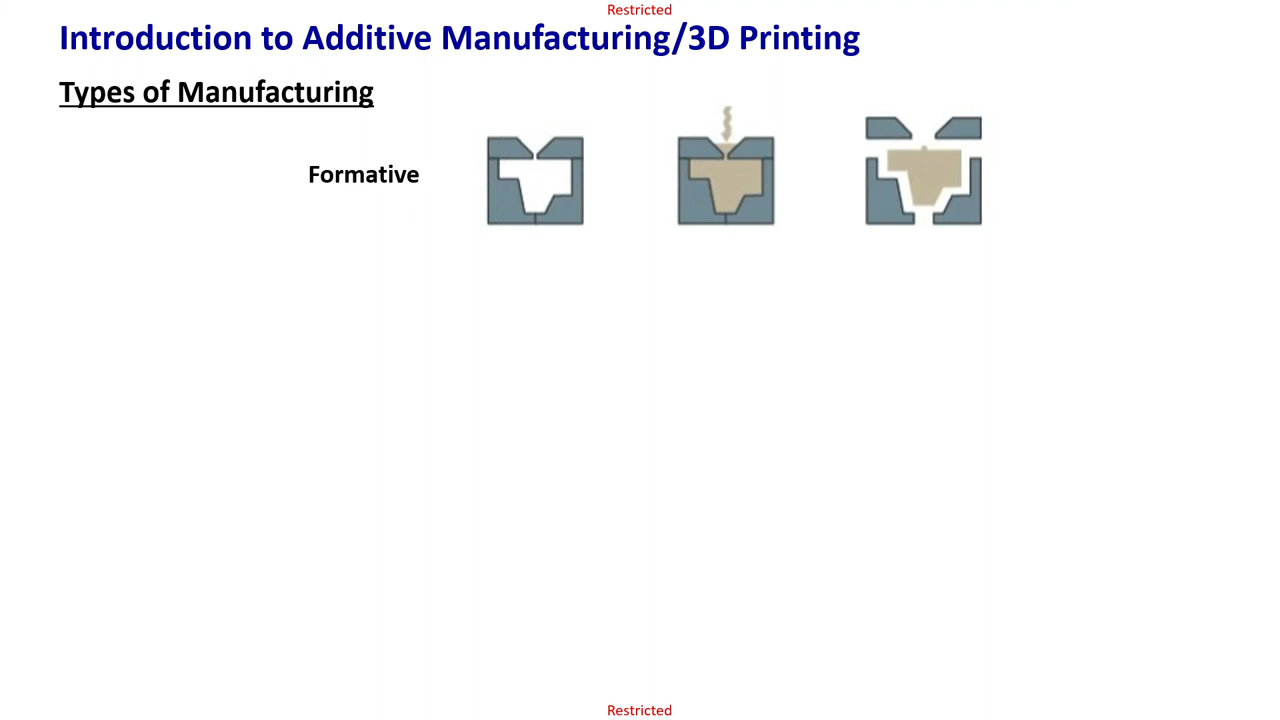 Restricted
Introduction to Additive Manufacturing/3D Printing
Types of Manufacturing
Formative
Restricted